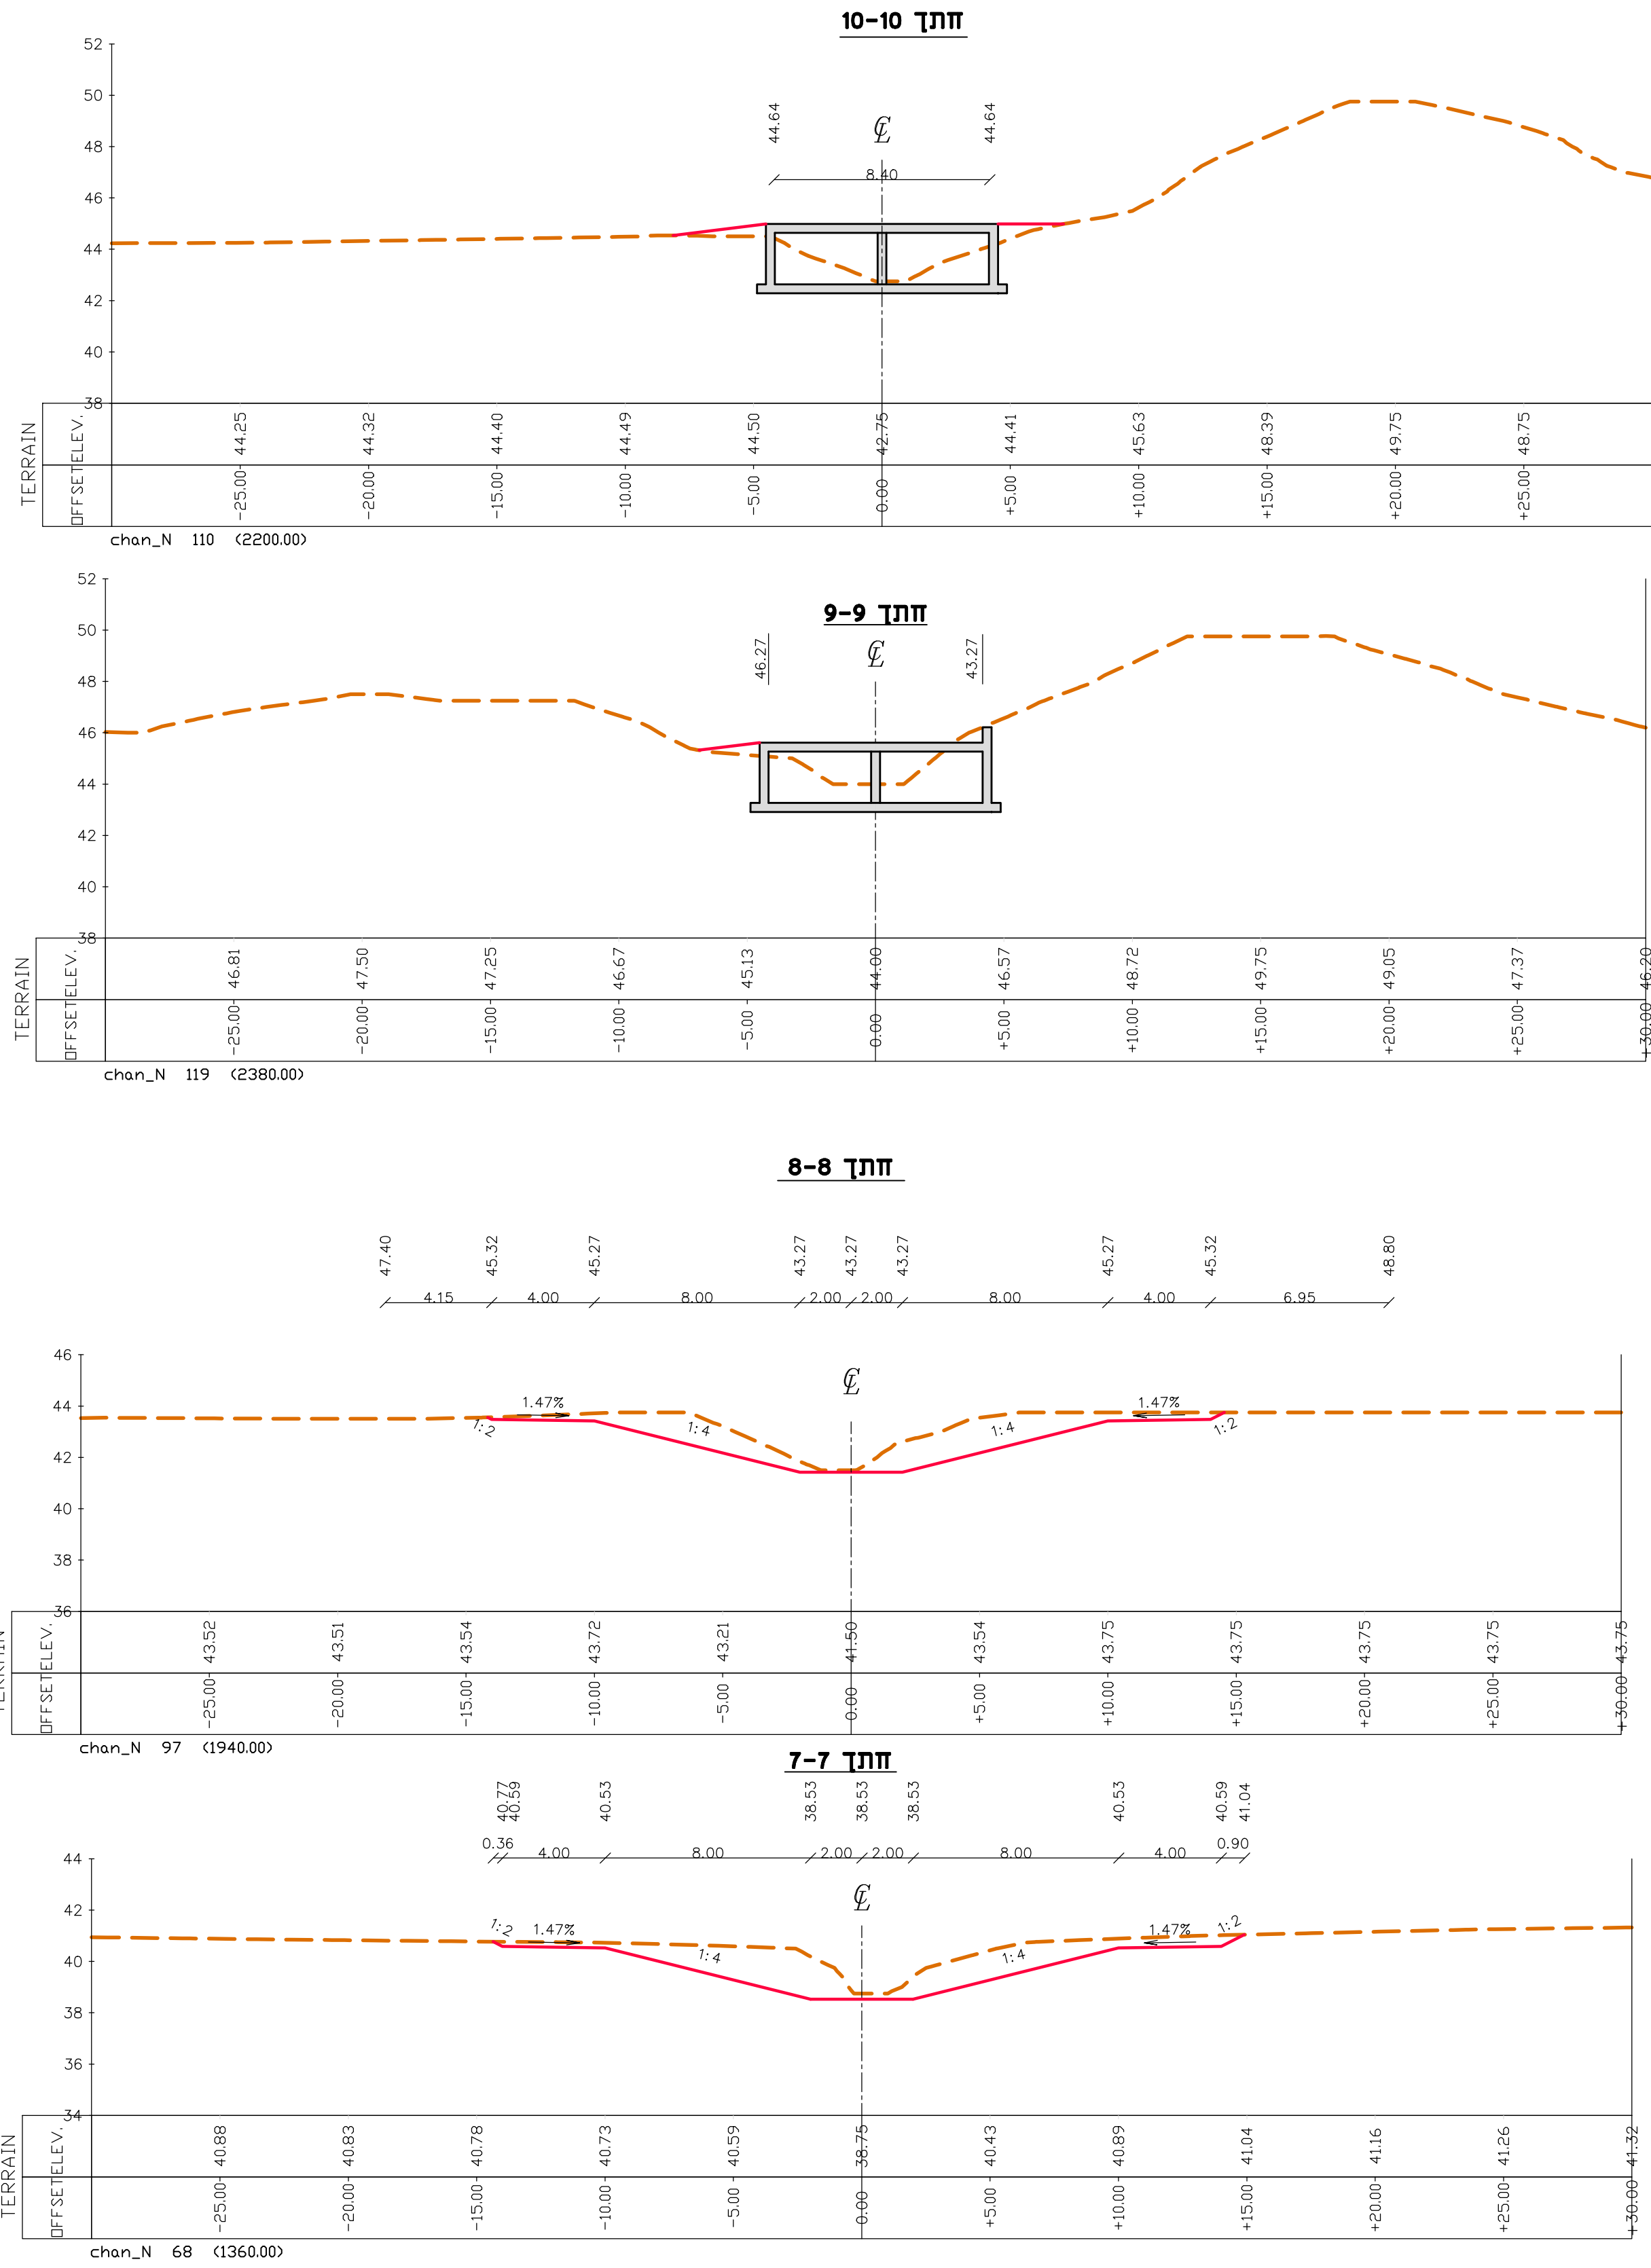 חתך 10-10
52
50
48
46
44
42
40
38
44.64 44.64
℄
8.40
TERRAIN
ELEV. 44.25 44.32 44.40 44.49 44.50 42.75 44.41 45.63 48.39 49.75 48.75
OFFSET -25.00 -20.00 -15.00 -10.00 -5.00 0.00 +5.00 +10.00 +15.00 +20.00 +25.00
chan_N 110 (2200.00)
חתך 9-9
52
50
48
46
44
42
40
38
46.27 43.27
℄
TERRAIN
ELEV. 46.81 47.50 47.25 46.67 45.13 44.00 46.57 48.72 49.75 49.05 47.37 46.20
OFFSET -25.00 -20.00 -15.00 -10.00 -5.00 0.00 +5.00 +10.00 +15.00 +20.00 +25.00 +30.00
chan_N 119 (2380.00)
חתך 8-8
47.40 45.32 45.27 43.27 43.27 43.27 45.27 45.32 48.80
4.15 4.00 8.00 2.00 2.00 8.00 4.00 6.95
46
44
42
40
38
36
℄
1:2 1.47% 1:4 1:4 1.47% 1:2
ELEV. 43.52 43.51 43.54 43.72 43.21 41.50 43.54 43.75 43.75 43.75 43.75 43.75
OFFSET -25.00 -20.00 -15.00 -10.00 -5.00 0.00 +5.00 +10.00 +15.00 +20.00 +25.00 +30.00
chan_N 97 (1940.00)
חתך 7-7
40.77 40.59 40.53 38.53 38.53 38.53 40.53 40.59 41.04
0.36 4.00 8.00 2.00 2.00 8.00 4.00 0.90
44
42
40
38
36
34
℄
1:2 1.47% 1:4 1:4 1.47% 1:2
TERRAIN
ELEV. 40.88 40.83 40.78 40.73 40.59 38.75 40.43 40.89 41.04 41.16 41.26 41.32
OFFSET -25.00 -20.00 -15.00 -10.00 -5.00 0.00 +5.00 +10.00 +15.00 +20.00 +25.00 +30.00
chan_N 68 (1360.00)